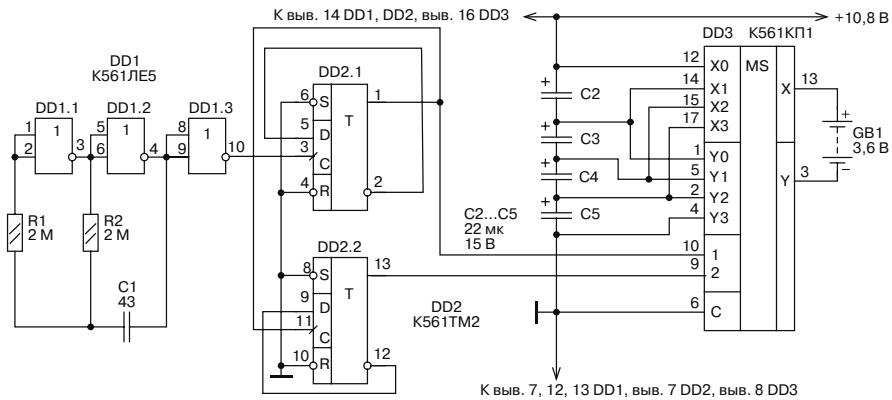 К выв. 14 DD1, DD2, выв. 16 DD3
+10,8 В
DD1
К561ЛЕ5
DD1.1
DD1.2
DD1.3
1
2
1
3
5
6
1
4
8
9
1
10
R1
2 М
R2
2 М
C1
43
DD2.1
6
S
T
1
5
D
3
C
4
R
2
DD2.2
8
S
T
13
9
D
11
C
10
R
12
DD2
К561ТМ2
+
C2
+
C3
+
C4
+
C5
C2...C5
22 мк
15 В
DD3
К561КП1
12
X0
MS
14
X1
X
13
15
X2
17
X3
1
Y0
5
Y1
Y
3
2
Y2
4
Y3
10
1
9
2
6
C
+
GB1
3,6 В
−
К выв. 7, 12, 13 DD1, выв. 7 DD2, выв. 8 DD3